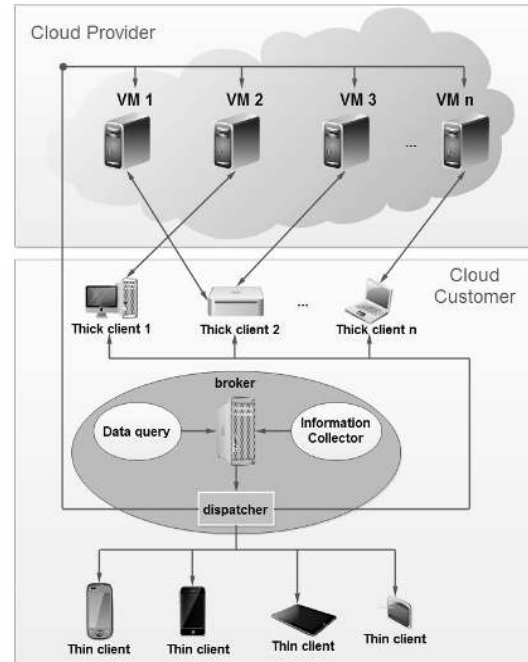 Cloud Provider
VM 1
VM 2
VM 3
VM n
...
Cloud
Customer
...
Thick client 1
Thick client 2
Thick client n
broker
Data query
Information
Collector
dispatcher
Thin client
Thin client
Thin client
Thin client